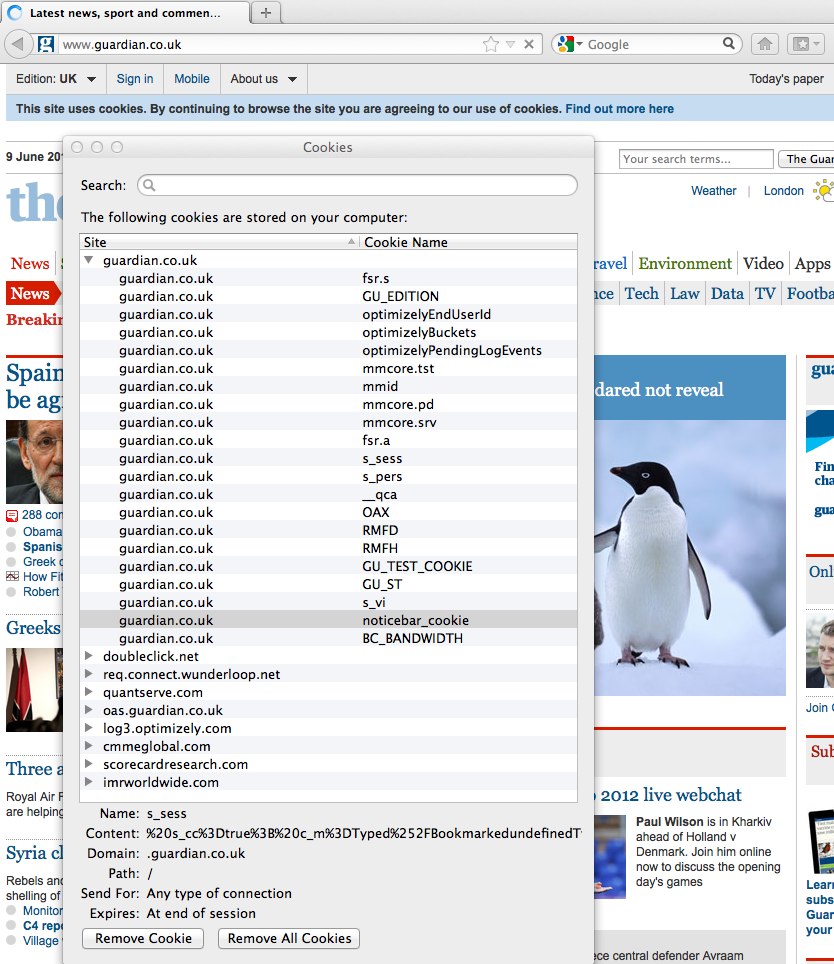 Latest news, sport and commen...
www.guardian.co.uk
Google
Edition: UK
Sign in
Mobile
About us
Today's paper
This site uses cookies. By continuing to browse the site you are agreeing to our use of cookies. Find out more here
Cookies
9 June 20
Your search terms...
The Guar
Search:
the
Weather | London
The following cookies are stored on your computer:
Site Cookie Name
guardian.co.uk
News
ravel Environment Video Apps
guardian.co.uk fsr.s
guardian.co.uk GU_EDITION
News
nce Tech Law Data TV Footba
guardian.co.uk optimizelyEndUserId
Breakin
guardian.co.uk optimizelyBuckets
guardian.co.uk optimizelyPendingLogEvents
guardian.co.uk mmcore.tst
guardian.co.uk mmid
guardian.co.uk mmcore.pd
guardian.co.uk mmcore.srv
guardian.co.uk fsr.a
guardian.co.uk s_sess
guardian.co.uk s_pers
guardian.co.uk __qca
guardian.co.uk OAX
guardian.co.uk RMFD
guardian.co.uk RMFH
guardian.co.uk GU_TEST_COOKIE
guardian.co.uk GU_ST
guardian.co.uk s_vi
guardian.co.uk noticebar_cookie
guardian.co.uk BC_BANDWIDTH
doubleclick.net
req.connect.wunderloop.net
quantserve.com
oas.guardian.co.uk
log3.optimizely.com
cmmeglobal.com
scorecardresearch.com
imrworldwide.com
Name: s_sess
Content: %20s_cc%3Dtrue%3B%20c_m%3DTyped%252FBookmarkedundefinedT
Domain: .guardian.co.uk
Path: /
Send For: Any type of connection
Expires: At end of session
Remove Cookie
Remove All Cookies
Spain
be ag
288 com
Obama
Spanis
Greek
How Fit
Robert
Greeks
Three a
Royal Air F
are helping
Syria cl
Rebels and
shelling of
Monitor
C4 repo
Village
dared not reveal
2012 live webchat
Paul Wilson is in Kharkiv
ahead of Holland v
Denmark. Join him online
now to discuss the opening
day's games
ece central defender Avraam
gua
Fin
cha
gua
Onl
Join G
Sub
Learn
subs
Guar
your